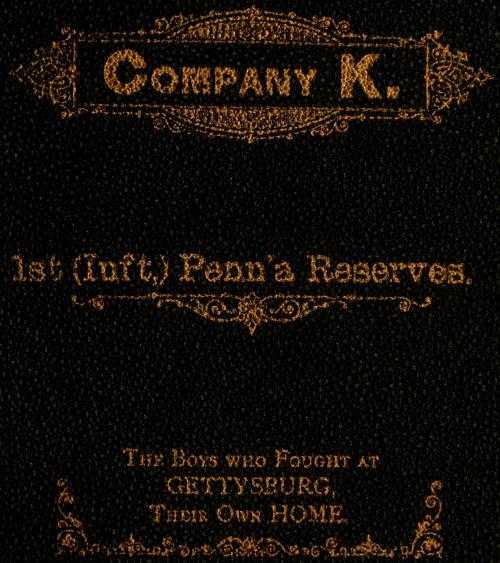 COMPANY K.
1st (Inft.) Penn'a Reserves.
THE BOYS WHO FOUGHT AT
GETTYSBURG,
THEIR OWN HOME.